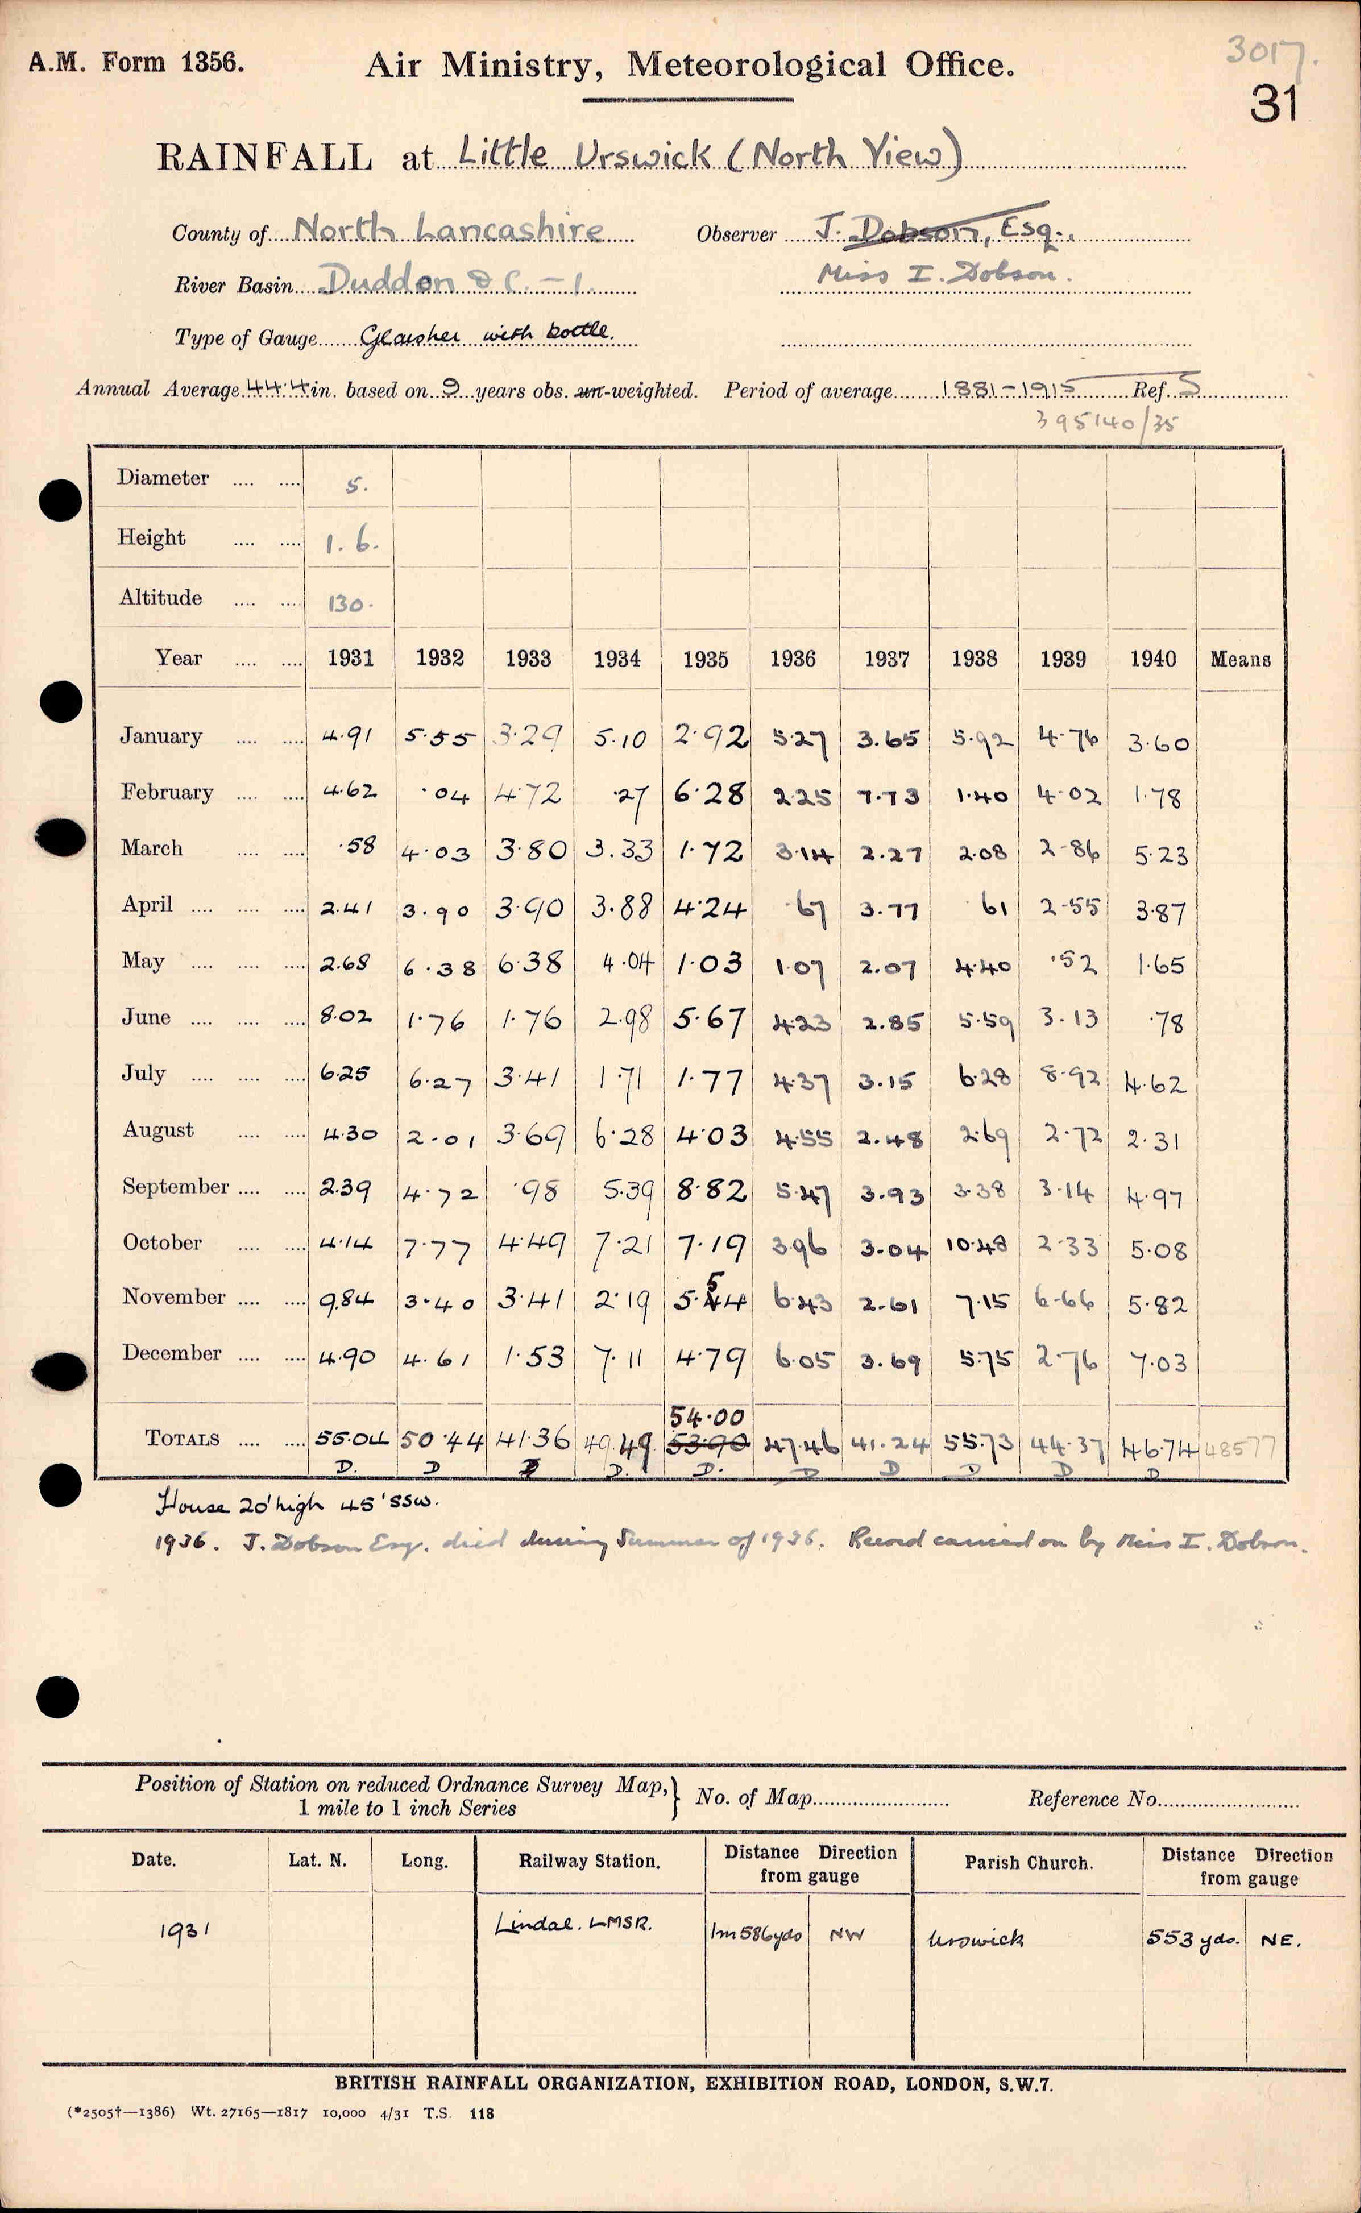 A.M. Form 1356.
Air Ministry, Meteorological Office.
3017.
31
RAINFALL at Little Urswick (North View)
County of North Lancashire Observer J. Dobson, Esq.,
River Basin Duddon &c. - 1. Miss I. Dobson.
Type of Gauge Glaisher with bottle.
Annual Average 44.4 in. based on 9 years obs. un-weighted. Period of average 1881-1915 Ref. S
395140/35
Diameter .... .... 5.
Height .... .... 1.6.
Altitude .... .... 130.
Year .... .... 1931 1932 1933 1934 1935 1936 1937 1938 1939 1940 Means
January .... .... 4.91 5.55 3.29 5.10 2.92 5.27 3.65 5.92 4.76 3.60
February .... .... 4.62 .04 4.72 .27 6.28 2.25 7.73 1.40 4.02 1.78
March .... .... .58 4.03 3.80 3.33 1.72 3.14 2.27 2.08 2.86 5.23
April .... .... .... 2.41 3.90 3.90 3.88 4.24 .67 3.77 61 2.55 3.87
May .... .... .... 2.68 6.38 6.38 4.04 1.03 1.07 2.07 4.40 .52 1.65
June .... .... .... 8.02 1.76 1.76 2.98 5.67 4.23 2.85 5.59 3.13 .78
July .... .... .... 6.25 6.27 3.41 1.71 1.77 4.37 3.15 6.28 8.92 4.62
August .... .... 4.30 2.01 3.69 6.28 4.03 4.55 2.48 2.69 2.72 2.31
September .... .... 2.39 4.72 .98 5.39 8.82 5.47 3.93 3.38 3.14 4.97
October .... .... 4.14 7.77 4.49 7.21 7.19 3.96 3.04 10.48 2.33 5.08
5
November .... .... 9.84 3.40 3.41 2.19 5.44 6.43 2.61 7.15 6.66 5.82
December .... .... 4.90 4.61 1.53 7.11 4.79 6.05 3.69 5.75 2.76 7.03
54.00
TOTALS .... .... 55.04 50.44 41.36 49.49 53.90 47.46 41.24 55.73 44.37 46.74 48577
D. D D D. D. D D D D D
House 20' high 45' SSW.
1936. J. Dobson Esq. died during Summer of 1936. Record carried on by Miss I. Dobson.
Position of Station on reduced Ordnance Survey Map, } No. of Map Reference No.
1 mile to 1 inch Series
Date. Lat. N. Long. Railway Station. Distance Direction from gauge Parish Church. Distance Direction from gauge
1931 Lindal. LMSR. 1m 586yds NW Urswick 553 yds. NE.
BRITISH RAINFALL ORGANIZATION, EXHIBITION ROAD, LONDON, S.W.7.
(*2505†—1386) Wt. 27165—1817 10,000 4/31 T.S. 118